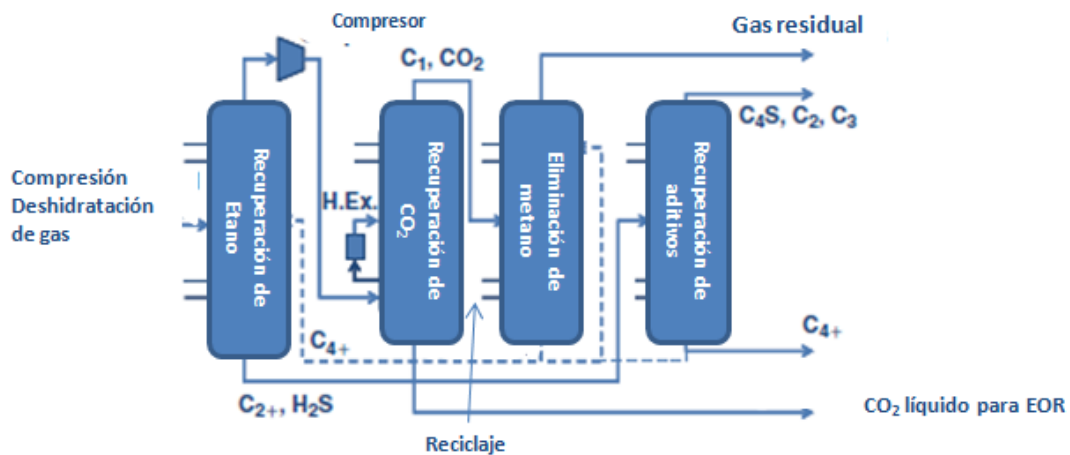 Compresor
Gas residual
C₁, CO₂
C₄S, C₂, C₃
Compresión
Deshidratación
de gas
Recuperación de
Etano
H.Ex.
Recuperación de
CO₂
Eliminación de
metano
Recuperación de
aditivos
C₄₊
C₄₊
C₂₊, H₂S
CO₂ líquido para EOR
Reciclaje